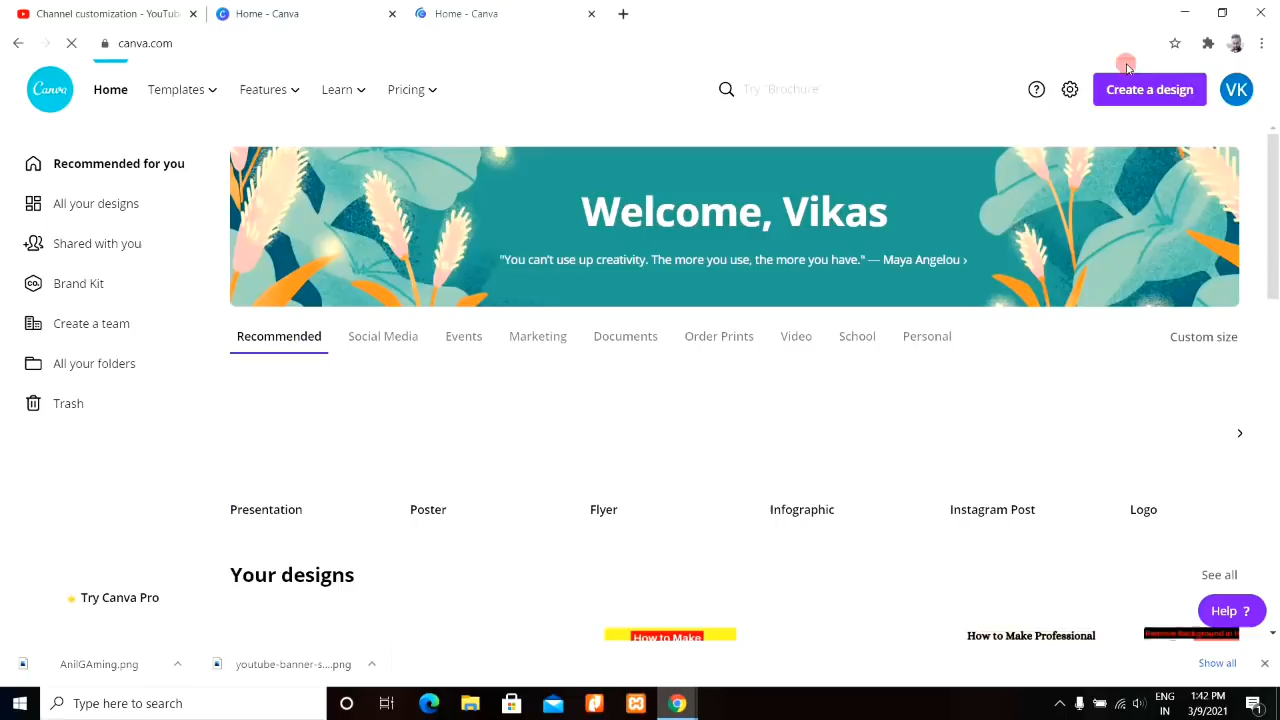 Channel customization - YouTub
Home - Canva
Home - Canva
canva.com
Canva
Home
Templates
Features
Learn
Pricing
Try "Brochure"
Create a design
VK
Recommended for you
All your designs
Shared with you
CO.
Brand Kit
Create a team
All your folders
Trash
Try Canva Pro
Welcome, Vikas
"You can't use up creativity. The more you use, the more you have." — Maya Angelou ›
Recommended
Social Media
Events
Marketing
Documents
Order Prints
Video
School
Personal
Custom size
Presentation
Poster
Flyer
Infographic
Instagram Post
Logo
Your designs
See all
How to Make
How to Make Professional
Help ?
AnilGAming.png
youtube-banner-s....png
Show all
Type here to search
ENG
IN
1:42 PM
3/9/2021
1